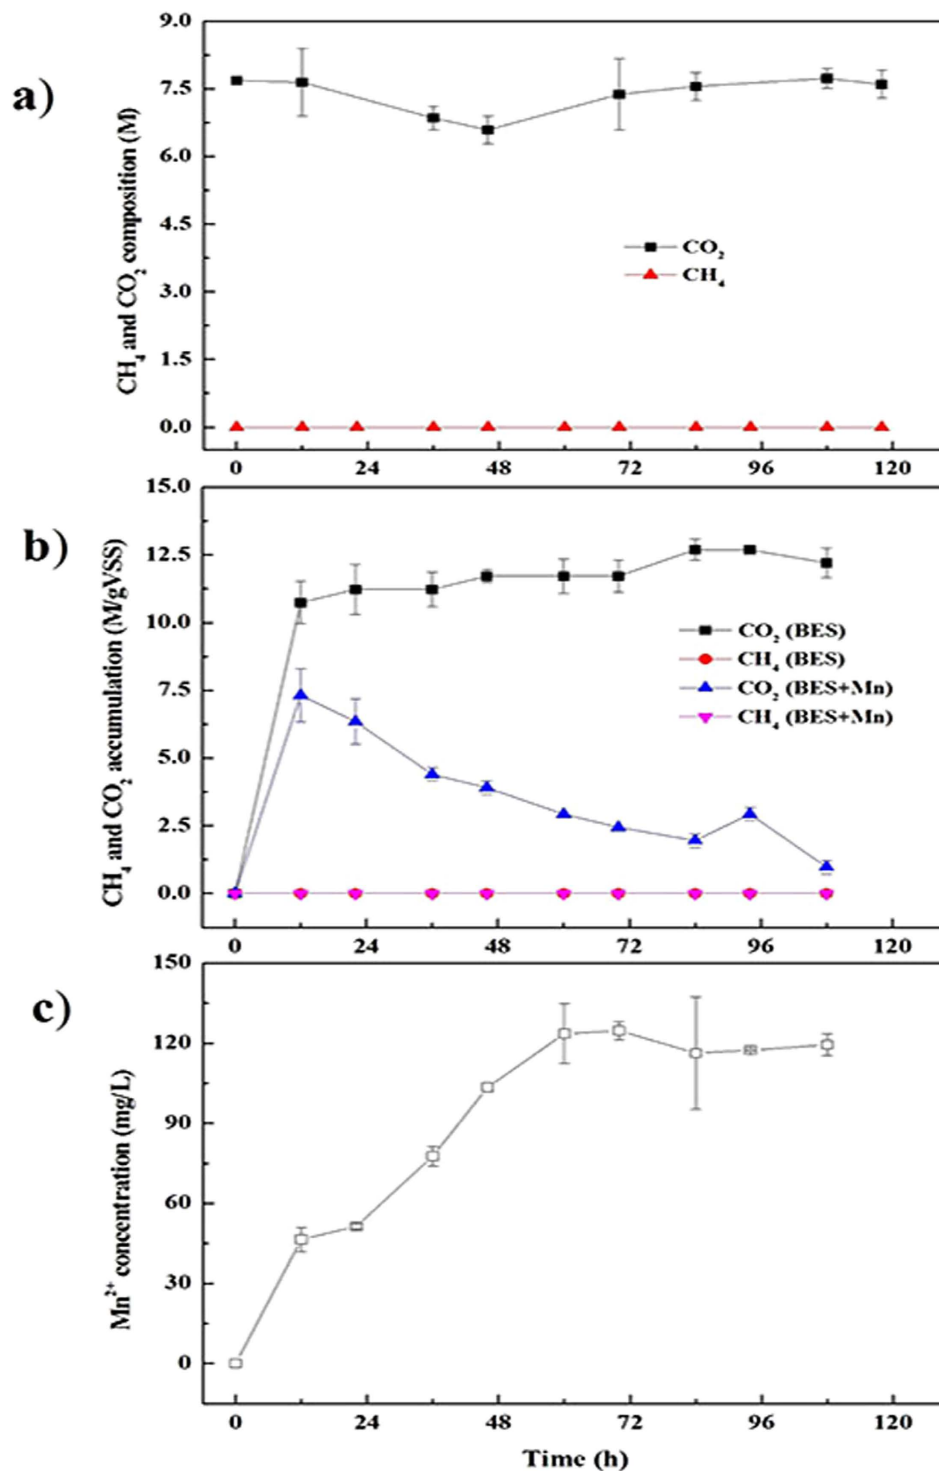 a)
CH₄ and CO₂ composition (M)
9.0
7.5
6.0
4.5
3.0
1.5
0.0
CO₂
CH₄
0 24 48 72 96 120
b)
CH₄ and CO₂ accumulation (M/gVSS)
15.0
12.5
10.0
7.5
5.0
2.5
0.0
CO₂ (BES)
CH₄ (BES)
CO₂ (BES+Mn)
CH₄ (BES+Mn)
0 24 48 72 96 120
c)
Mn²⁺ concentration (mg/L)
150
120
90
60
30
0
0 24 48 72 96 120
Time (h)